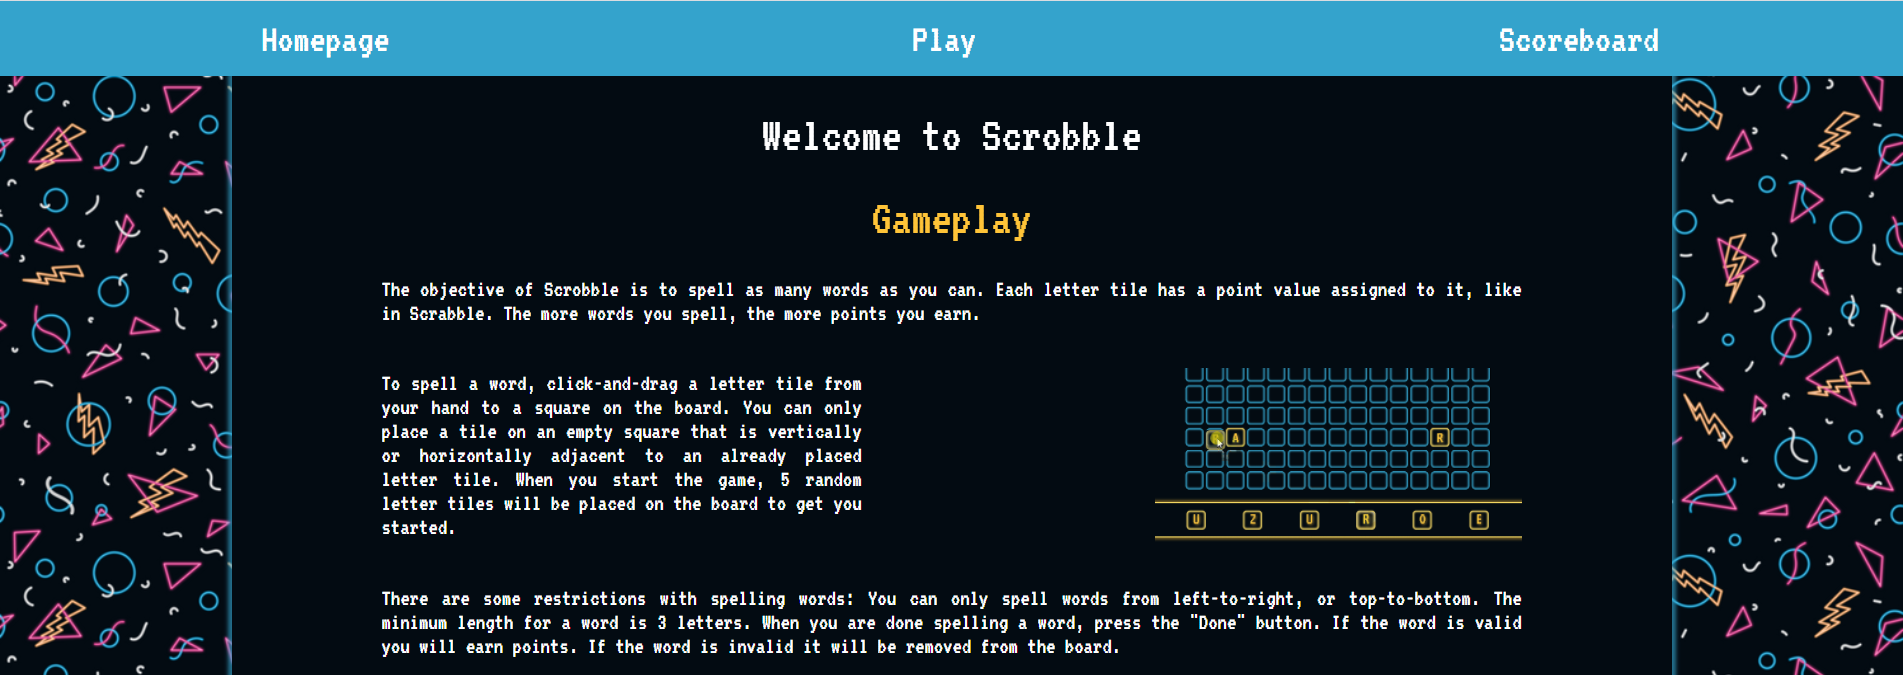 Homepage Play Scoreboard
Welcome to Scrobble
Gameplay
The objective of Scrobble is to spell as many words as you can. Each letter tile has a point value assigned to it, like
in Scrabble. The more words you spell, the more points you earn.
To spell a word, click-and-drag a letter tile from
your hand to a square on the board. You can only
place a tile on an empty square that is vertically
or horizontally adjacent to an already placed
letter tile. When you start the game, 5 random
letter tiles will be placed on the board to get you
started.
A R
U Z U R O E
There are some restrictions with spelling words: You can only spell words from left-to-right, or top-to-bottom. The
minimum length for a word is 3 letters. When you are done spelling a word, press the "Done" button. If the word is valid
you will earn points. If the word is invalid it will be removed from the board.